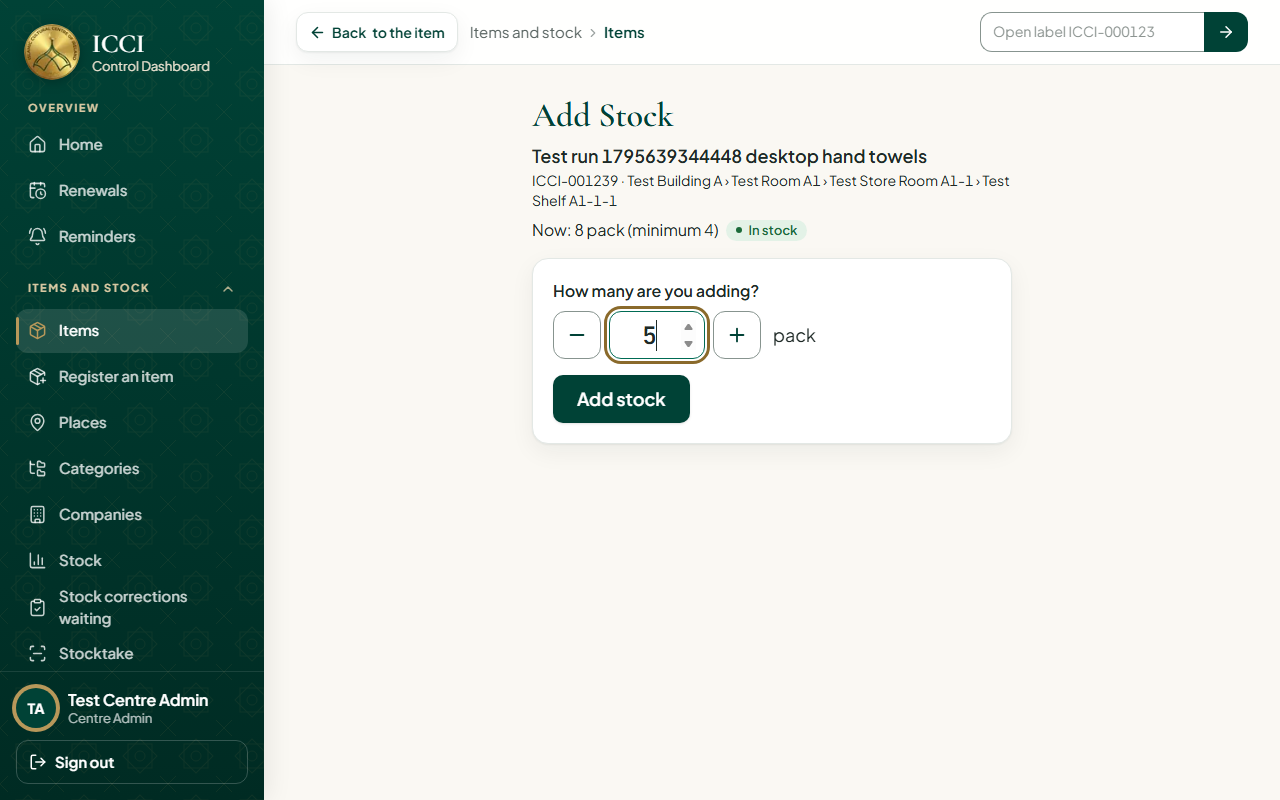 ICCI
Control Dashboard
OVERVIEW
Home
Renewals
Reminders
ITEMS AND STOCK
Items
Register an item
Places
Categories
Companies
Stock
Stock corrections
waiting
Stocktake
TA
Test Centre Admin
Centre Admin
Sign out
Back to the item
Items and stock › Items
Open label ICCI-000123
Add Stock
Test run 1795639344448 desktop hand towels
ICCI-001239 · Test Building A › Test Room A1 › Test Store Room A1-1 › Test
Shelf A1-1-1
Now: 8 pack (minimum 4)
In stock
How many are you adding?
− 5 + pack
Add stock